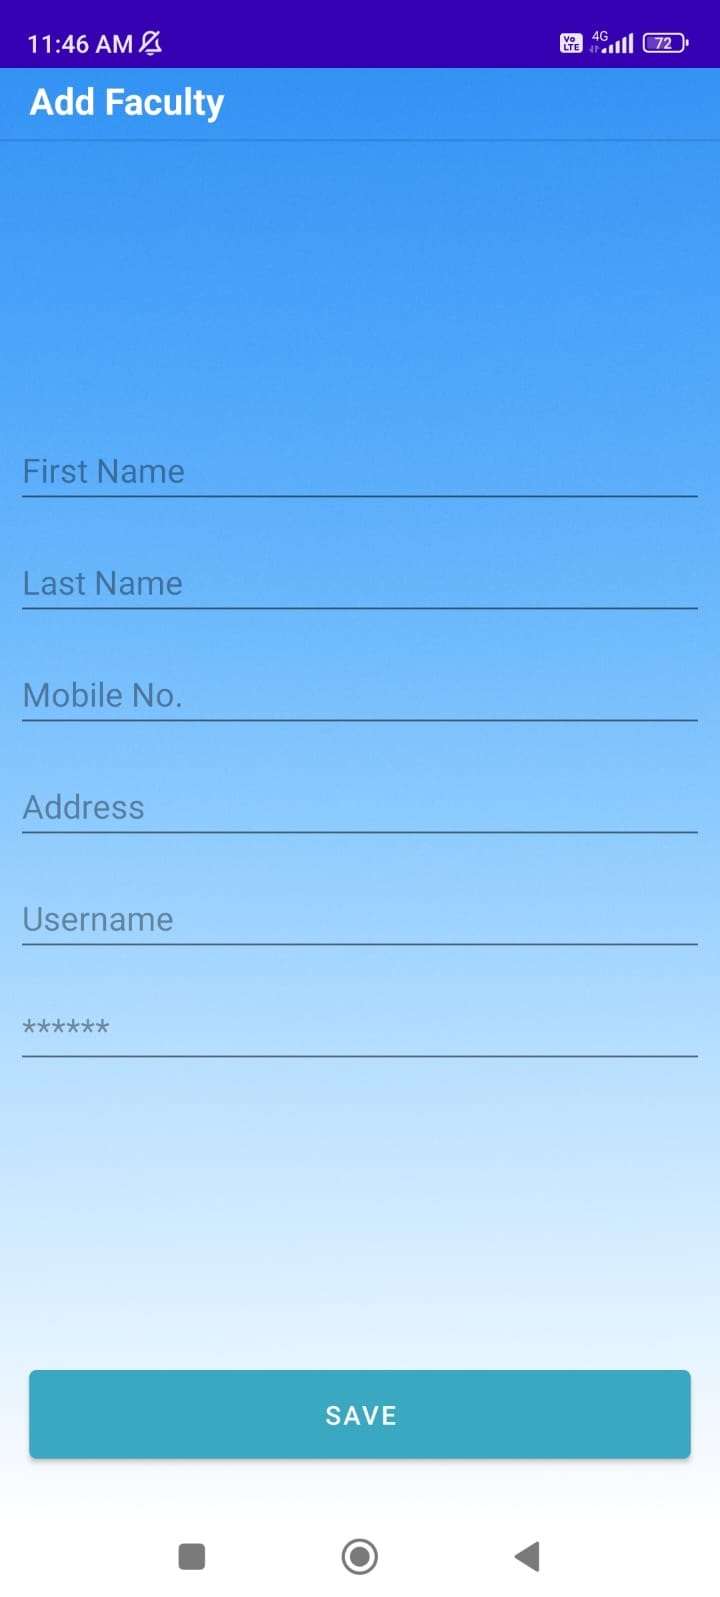 11:46 AM
Vo LTE 4G 72
Add Faculty
First Name
Last Name
Mobile No.
Address
Username
******
SAVE